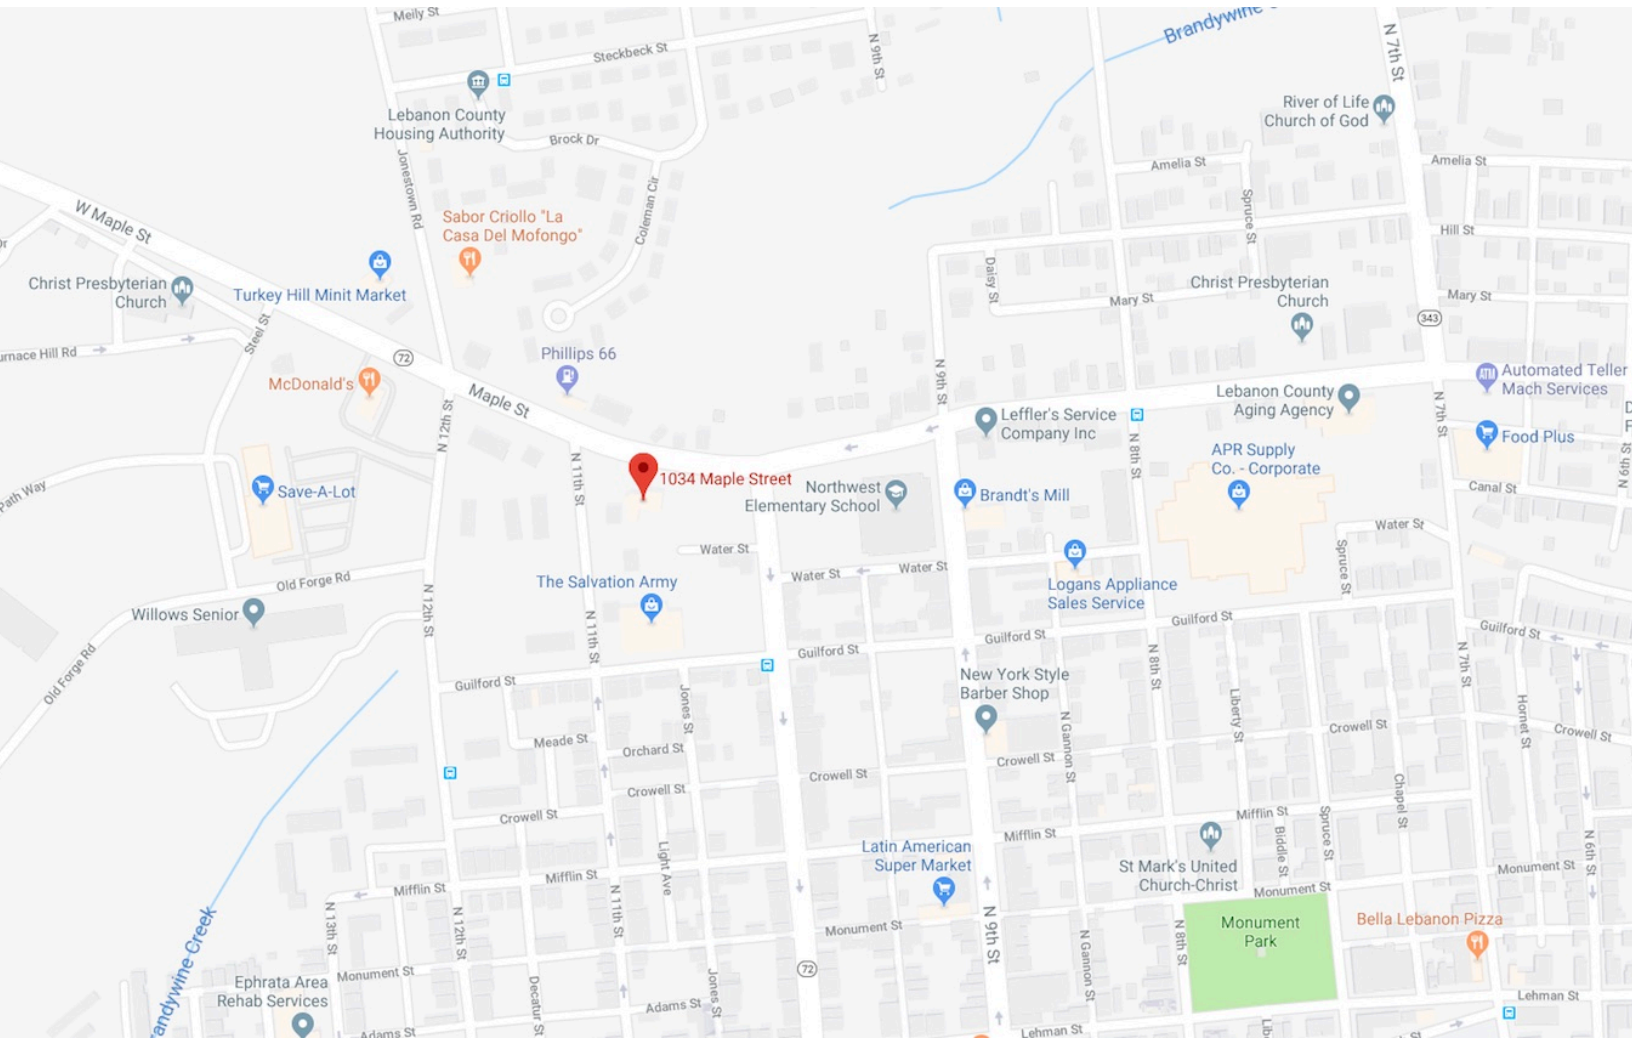 Meily St
Steckbeck St
N 9th St
Brandywine
N 7th St
Lebanon County
Housing Authority
Brock Dr
River of Life
Church of God
Amelia St
Amelia St
Jonestown Rd
Coleman Cir
Spruce St
W Maple St
Sabor Criollo "La
Casa Del Mofongo"
Hill St
Daisy St
Christ Presbyterian
Church
Turkey Hill Minit Market
Mary St
Christ Presbyterian
Church
Mary St
343
Steel St
urnace Hill Rd
72
Phillips 66
McDonald's
Maple St
N 9th St
Automated Teller
Mach Services
Lebanon County
Aging Agency
N 7th St
N 12th St
Leffler's Service
Company Inc
Food Plus
N 8th St
APR Supply
Co. - Corporate
N 11th St
1034 Maple Street
Northwest
Elementary School
Brandt's Mill
Save-A-Lot
Path Way
Canal St
N 6th St
Water St
Water St
Water St
Water St
Spruce St
Old Forge Rd
The Salvation Army
Logans Appliance
Sales Service
Willows Senior
N 12th St
N 11th St
Guilford St
Guilford St
Guilford St
Guilford St
Guilford St
Old Forge Rd
New York Style
Barber Shop
N 8th St
N 7th St
Jones St
Liberty St
Hornet St
N Gannon St
Meade St
Orchard St
Crowell St
Crowell St
Crowell St
Crowell St
Crowell St
Crowell St
Chapel St
Mifflin St
Mifflin St
Spruce St
Biddle t
Light Ave
Latin American
Super Market
St Mark's United
Church-Christ
N 6th St
Monument St
Mifflin St
Mifflin St
Monument St
N 13th St
N 12th St
N 11th St
Monument St
N 9th St
N Gannon St
N 8th St
Monument
Park
Bella Lebanon Pizza
andywine Creek
Ephrata Area
Rehab Services
Monument St
Decatur St
Jones St
72
Adams St
Adams St
Lehman St
Lehman St
Lib
St